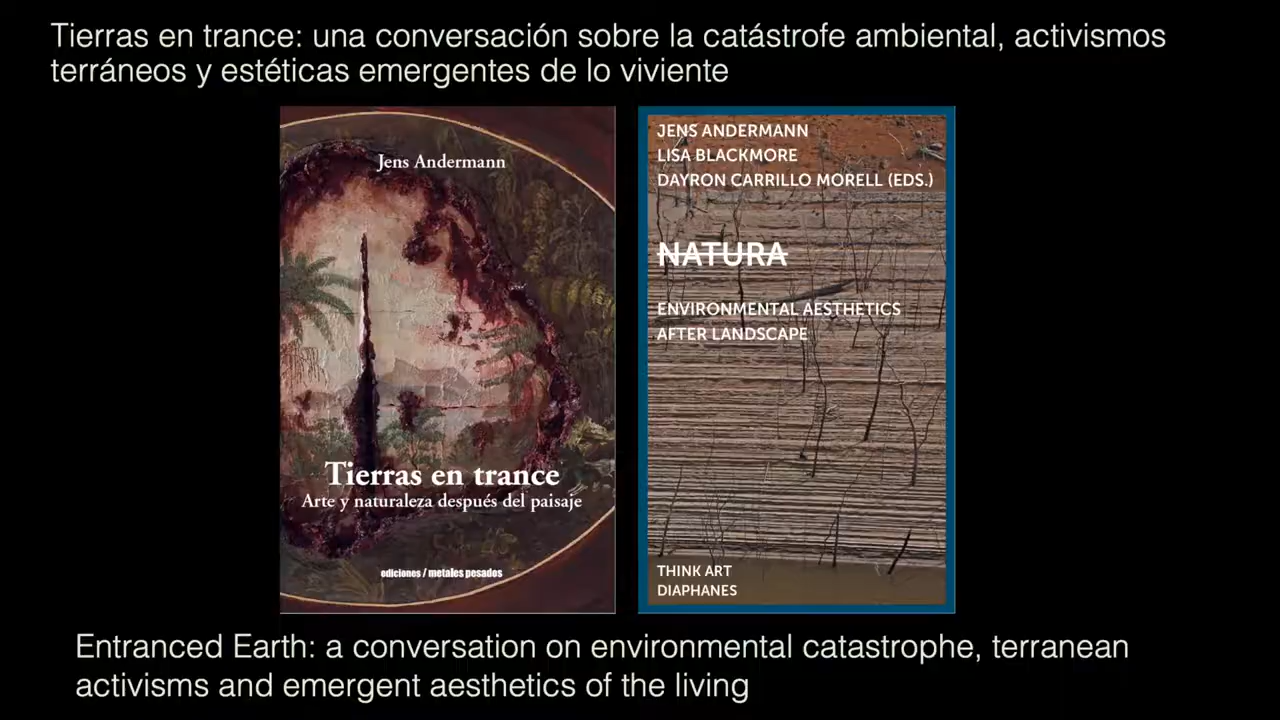 Tierras en trance: una conversación sobre la catástrofe ambiental, activismos
terráneos y estéticas emergentes de lo viviente
Jens Andermann
Tierras en trance
Arte y naturaleza después del paisaje
ediciones / metales pesados
JENS ANDERMANN
LISA BLACKMORE
DAYRON CARRILLO MORELL (EDS.)
NATURA
ENVIRONMENTAL AESTHETICS
AFTER LANDSCAPE
THINK ART
DIAPHANES
Entranced Earth: a conversation on environmental catastrophe, terranean
activisms and emergent aesthetics of the living